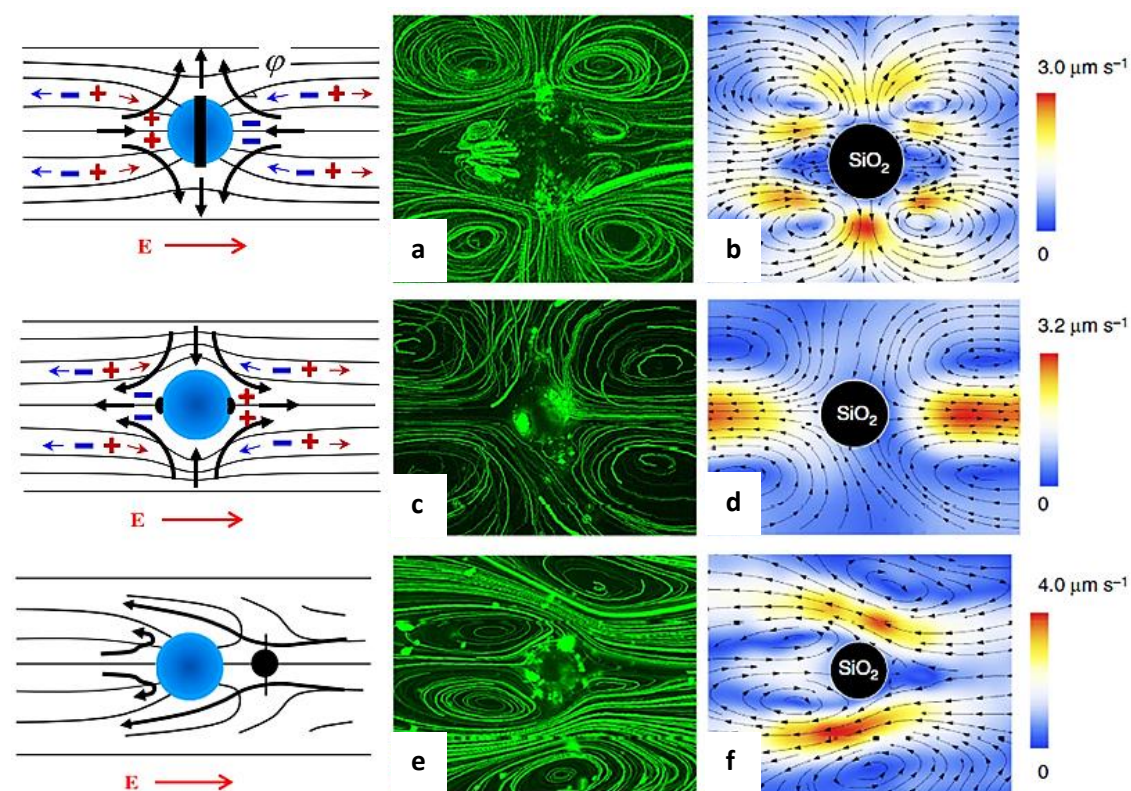 φ
− + + −
+ −
+ −
− + + −
E
a
SiO₂
b
3.0 μm s⁻¹
0
− + − + + −
− +
− + + −
E
c
SiO₂
d
3.2 μm s⁻¹
0
E
e
SiO₂
f
4.0 μm s⁻¹
0